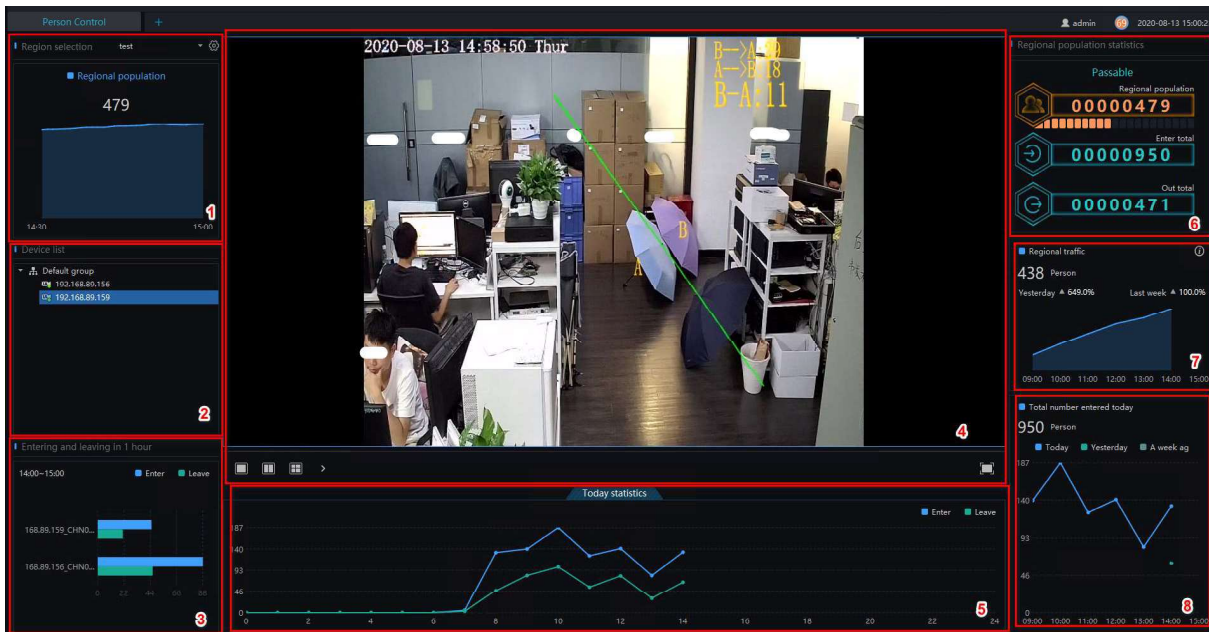 Person Control
+
admin
69
2020-08-13 15:00:2
Region selection
test
Regional population
479
14:30
15:00
1
Device list
Default group
192.168.89.156
192.168.89.159
2
Entering and leaving in 1 hour
14:00~15:00
Enter
Leave
168.89.159_CHN0...
168.89.156_CHN0...
0 22 44 66 88
3
2020-08-13 14:58:50 Thur
A-->B:18
B-A:11
B
A
4
>
Today statistics
Enter
Leave
187
140
93
46
0
0 2 4 6 8 10 12 14 16 18 20 22 24
5
Regional population statistics
Passable
Regional population
00000479
Enter total
00000950
Out total
00000471
6
Regional traffic
438 Person
Yesterday 649.0%
Last week 100.0%
09:00 10:00 11:00 12:00 13:00 14:00 15:00
7
Total number entered today
950 Person
Today
Yesterday
A week ag
187
140
93
46
0
09:00 10:00 11:00 12:00 13:00 14:00 15:00
8